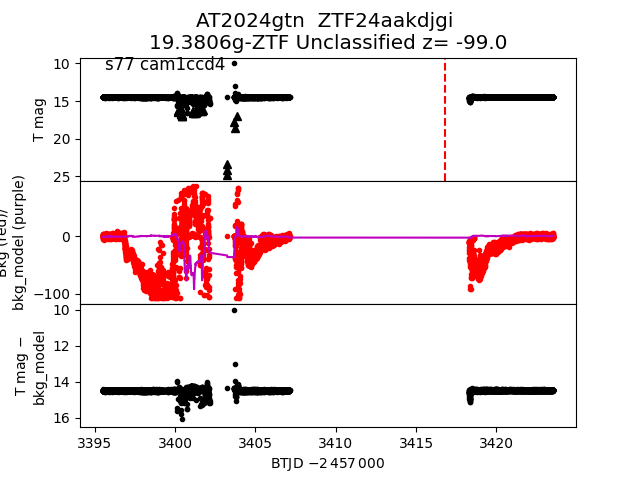 AT2024gtn  ZTF24aakdjgi
19.3806g-ZTF Unclassified z= -99.0
s77 cam1ccd4
10
15
20
25
T mag
0
−100
Bkg (red)/
bkg_model (purple)
10
12
14
16
T mag −
bkg_model
3395
3400
3405
3410
3415
3420
BTJD −2 457 000